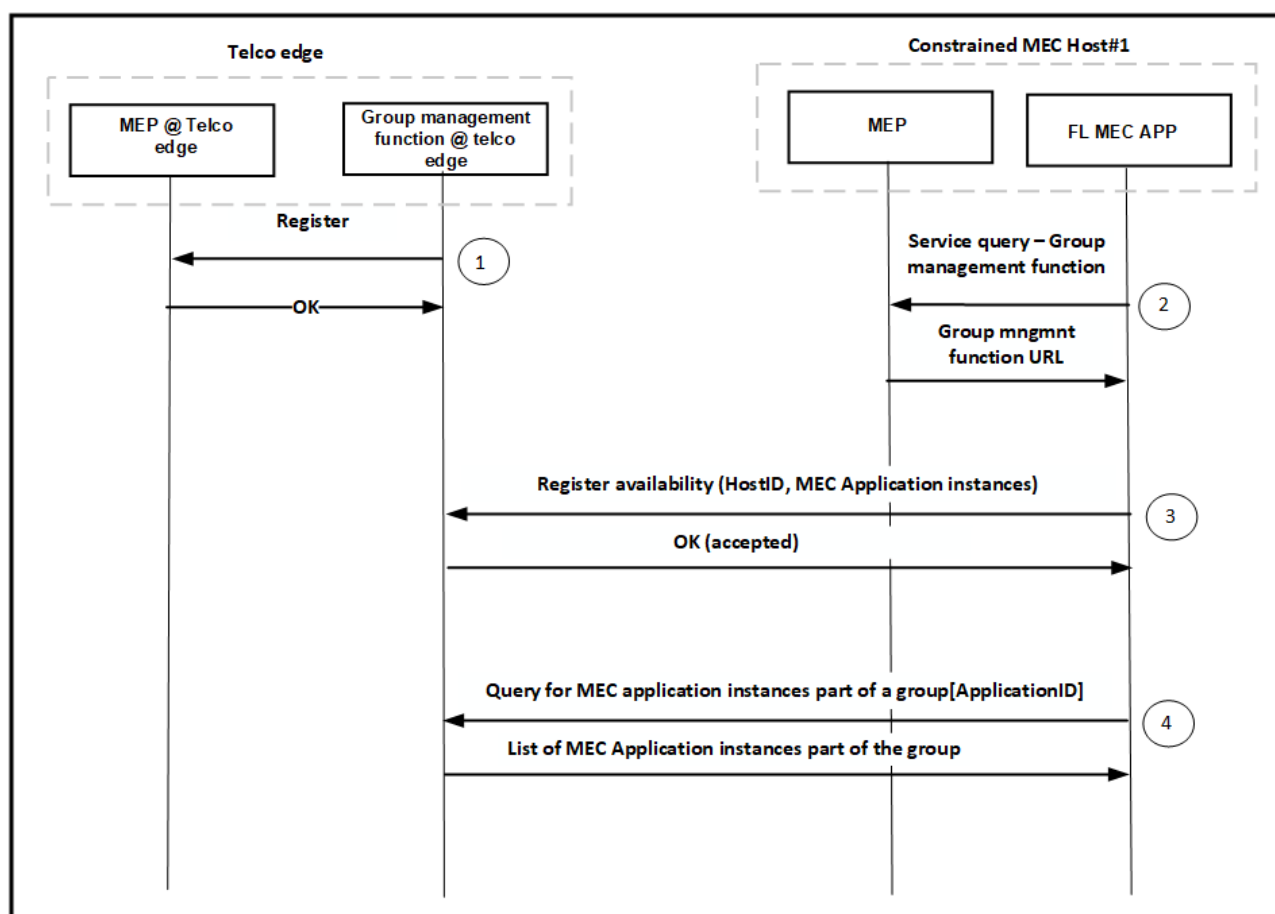 Telco edge
Constrained MEC Host#1
MEP @ Telco
edge
Group management
function @ telco
edge
MEP
FL MEC APP
Register
1
OK
Service query – Group
management function
2
Group mngmnt
function URL
Register availability (HostID, MEC Application instances)
3
OK (accepted)
Query for MEC application instances part of a group[ApplicationID]
4
List of MEC Application instances part of the group